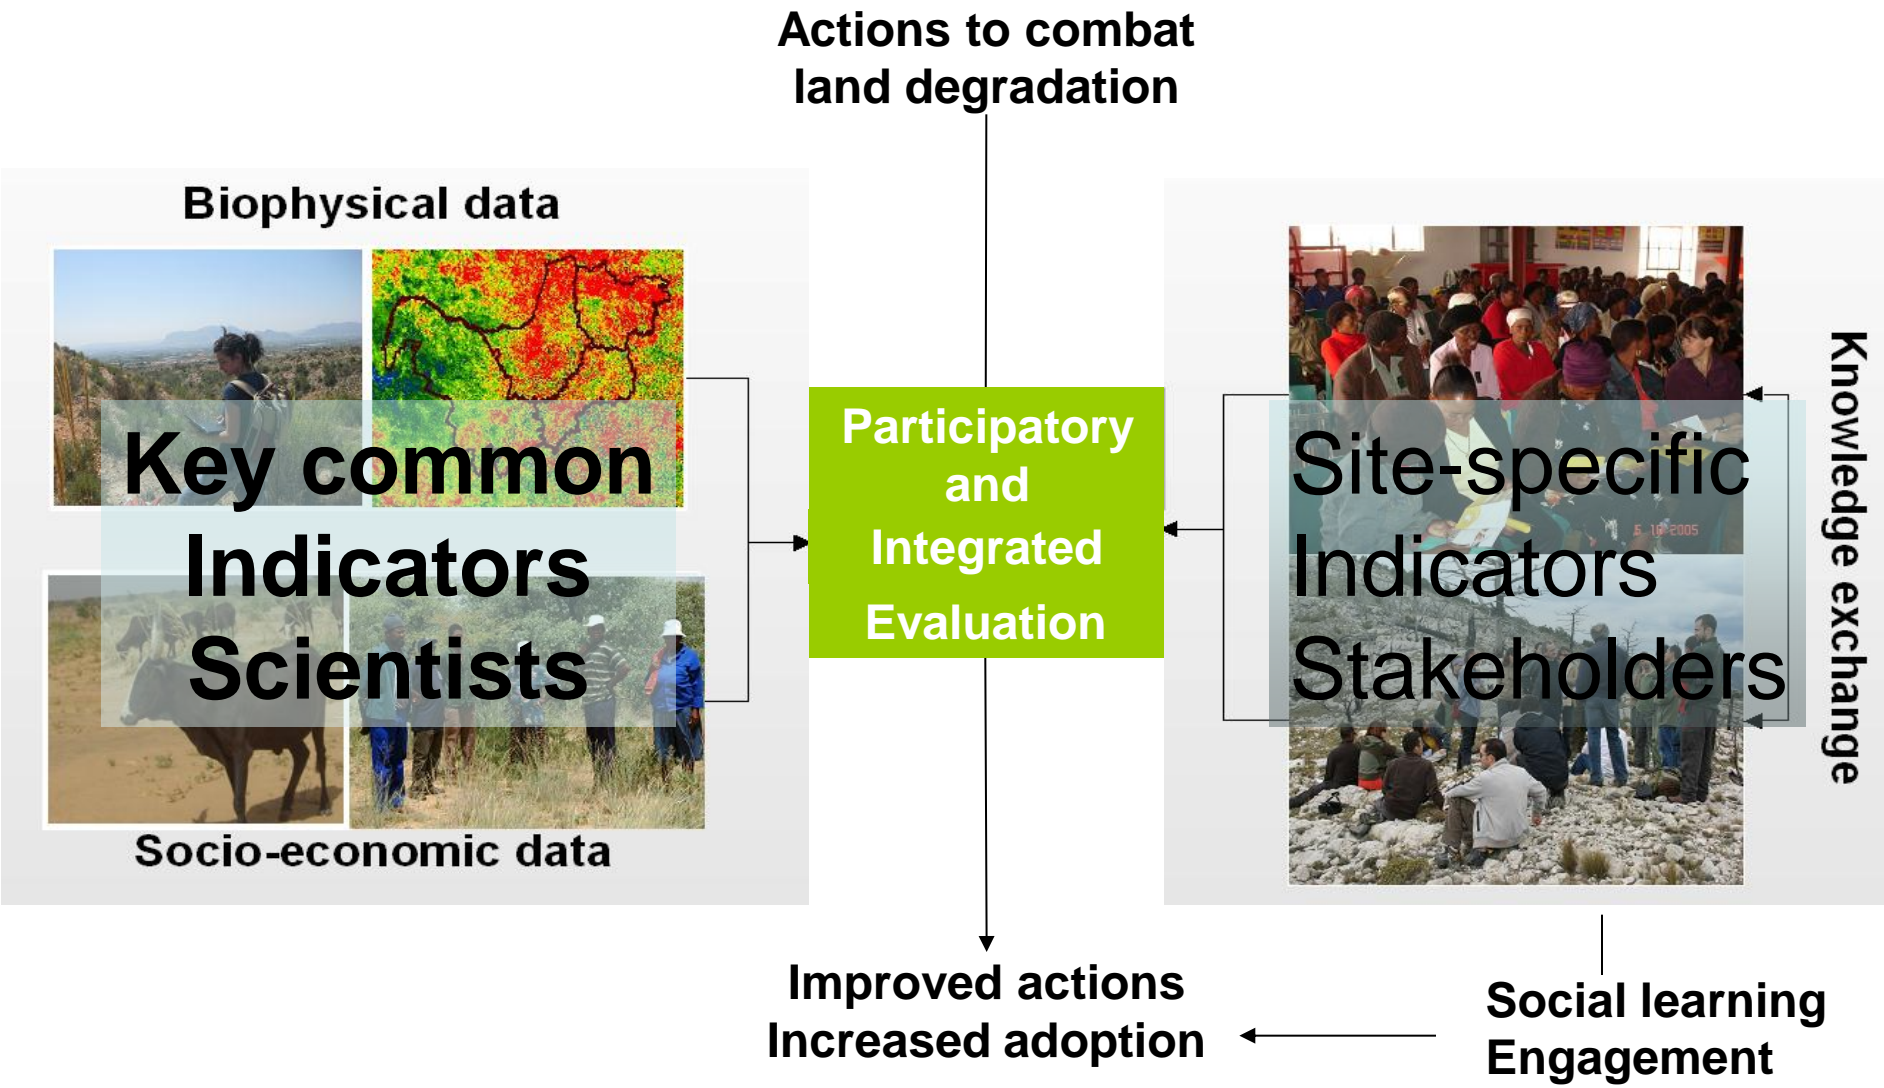 Actions to combat
land degradation
Biophysical data
Key common
Indicators
Scientists
Socio-economic data
Participatory
and
Integrated
Evaluation
Site-specific
Indicators
Stakeholders
Knowledge exchange
Improved actions
Increased adoption
Social learning
Engagement